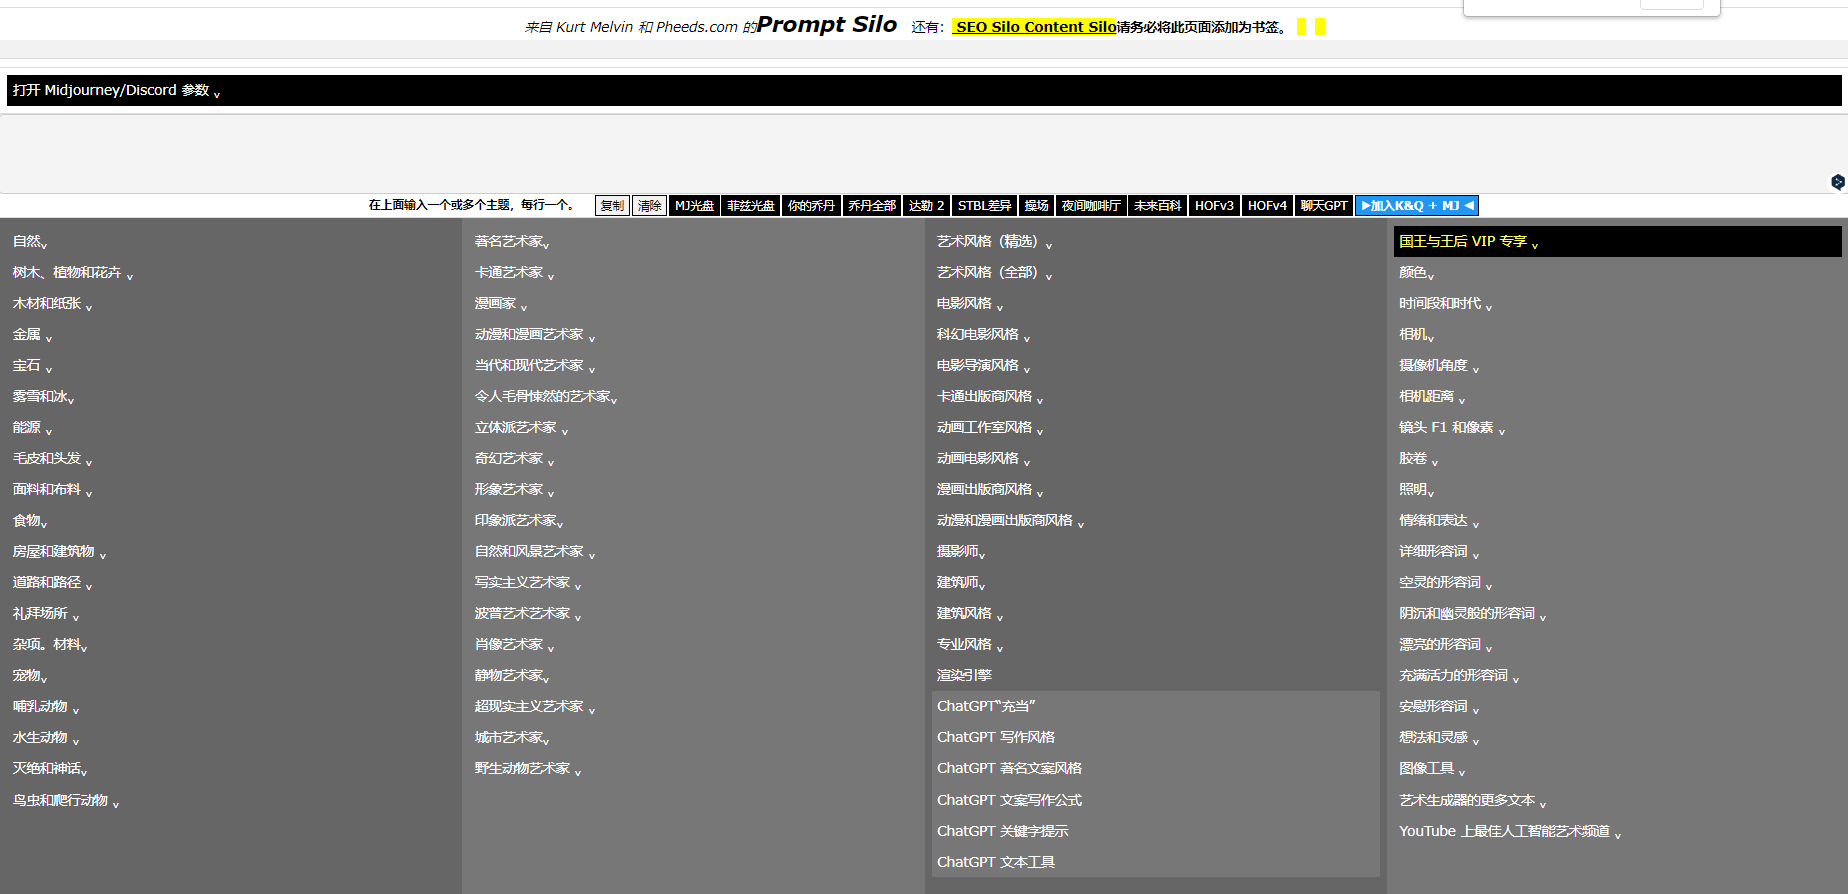 来自 Kurt Melvin 和 Pheeds.com 的Prompt Silo 还有： SEO Silo Content Silo请务必将此页面添加为书签。
打开 Midjourney/Discord 参数 v
在上面输入一个或多个主题，每行一个。 复制 清除 MJ光盘 菲兹光盘 你的乔丹 乔丹全部 达勒 2 STBL差异 操场 夜间咖啡厅 未来百科 HOFv3 HOFv4 聊天GPT ▶加入K&Q + MJ ◀
自然v
树木、植物和花卉 v
木材和纸张 v
金属 v
宝石 v
雾雪和冰v
能源 v
毛皮和头发 v
面料和布料 v
食物v
房屋和建筑物 v
道路和路径 v
礼拜场所 v
杂项。材料v
宠物v
哺乳动物 v
水生动物 v
灭绝和神话v
鸟虫和爬行动物 v
著名艺术家v
卡通艺术家 v
漫画家 v
动漫和漫画艺术家 v
当代和现代艺术家 v
令人毛骨悚然的艺术家v
立体派艺术家 v
奇幻艺术家 v
形象艺术家 v
印象派艺术家v
自然和风景艺术家 v
写实主义艺术家 v
波普艺术艺术家 v
肖像艺术家 v
静物艺术家v
超现实主义艺术家 v
城市艺术家v
野生动物艺术家 v
艺术风格（精选） v
艺术风格（全部） v
电影风格 v
科幻电影风格 v
电影导演风格 v
卡通出版商风格 v
动画工作室风格 v
动画电影风格 v
漫画出版商风格 v
动漫和漫画出版商风格 v
摄影师v
建筑师v
建筑风格 v
专业风格 v
渲染引擎
ChatGPT“充当”
ChatGPT 写作风格
ChatGPT 著名文案风格
ChatGPT 文案写作公式
ChatGPT 关键字提示
ChatGPT 文本工具
国王与王后 VIP 专享 v
颜色v
时间段和时代 v
相机v
摄像机角度 v
相机距离 v
镜头 F1 和像素 v
胶卷 v
照明v
情绪和表达 v
详细形容词 v
空灵的形容词 v
阴沉和幽灵般的形容词 v
漂亮的形容词 v
充满活力的形容词 v
安慰形容词 v
想法和灵感 v
图像工具 v
艺术生成器的更多文本 v
YouTube 上最佳人工智能艺术频道 v